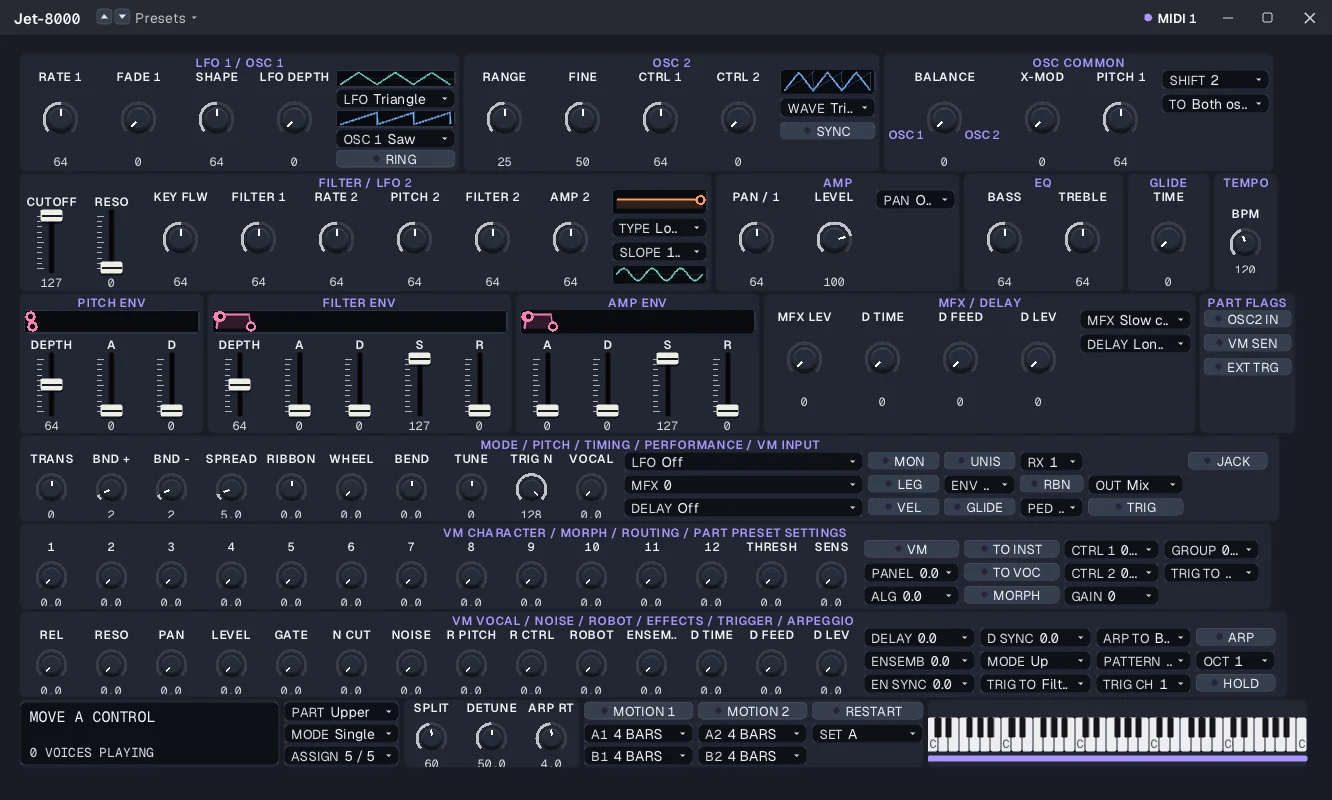 Jet-8000 Presets MIDI 1
LFO 1 / OSC 1 OSC 2 OSC COMMON
RATE 1 FADE 1 SHAPE LFO DEPTH RANGE FINE CTRL 1 CTRL 2 BALANCE X-MOD PITCH 1 SHIFT 2
LFO Triangle WAVE Tri.. TO Both os..
OSC 1 Saw SYNC OSC 1 OSC 2
RING
64 0 64 0 25 50 64 0 0 0 64
FILTER / LFO 2 AMP EQ GLIDE TEMPO
CUTOFF RESO KEY FLW FILTER 1 RATE 2 PITCH 2 FILTER 2 AMP 2 PAN / 1 LEVEL PAN O.. BASS TREBLE TIME BPM
TYPE Lo..
SLOPE 1..
127 0 64 64 64 64 64 64 64 100 64 64 0 120
PITCH ENV FILTER ENV AMP ENV MFX / DELAY PART FLAGS
MFX LEV D TIME D FEED D LEV MFX Slow c.. OSC2 IN
DEPTH A D DEPTH A D S R A D S R DELAY Lon.. VM SEN
EXT TRG
0 0 0 0
64 0 0 64 0 0 127 0 0 0 127 0
MODE / PITCH / TIMING / PERFORMANCE / VM INPUT
TRANS BND + BND - SPREAD RIBBON WHEEL BEND TUNE TRIG N VOCAL LFO Off MON UNIS RX 1 JACK
MFX 0 LEG ENV .. RBN OUT Mix
DELAY Off VEL GLIDE PED .. TRIG
0 2 2 5.0 0.0 0.0 0.0 0 128 0.0
VM CHARACTER / MORPH / ROUTING / PART PRESET SETTINGS
1 2 3 4 5 6 7 8 9 10 11 12 THRESH SENS VM TO INST CTRL 1 0... GROUP 0...
PANEL 0.0 TO VOC CTRL 2 0... TRIG TO ..
ALG 0.0 MORPH GAIN 0
0.0 0.0 0.0 0.0 0.0 0.0 0.0 0.0 0.0 0.0 0.0 0.0 0.0 0.0
VM VOCAL / NOISE / ROBOT / EFFECTS / TRIGGER / ARPEGGIO
REL RESO PAN LEVEL GATE N CUT NOISE R PITCH R CTRL ROBOT ENSEM.. D TIME D FEED D LEV DELAY 0.0 D SYNC 0.0 ARP TO B.. ARP
ENSEMB 0.0 MODE Up PATTERN .. OCT 1
EN SYNC 0.0 TRIG TO Filt.. TRIG CH 1 HOLD
0.0 0.0 0.0 0.0 0.0 0.0 0.0 0.0 0.0 0.0 0.0 0.0 0.0 0.0
MOVE A CONTROL PART Upper SPLIT DETUNE ARP RT MOTION 1 MOTION 2 RESTART
MODE Single A1 4 BARS A2 4 BARS SET A
0 VOICES PLAYING ASSIGN 5 / 5 60 50.0 4.0 B1 4 BARS B2 4 BARS
C C C C C C